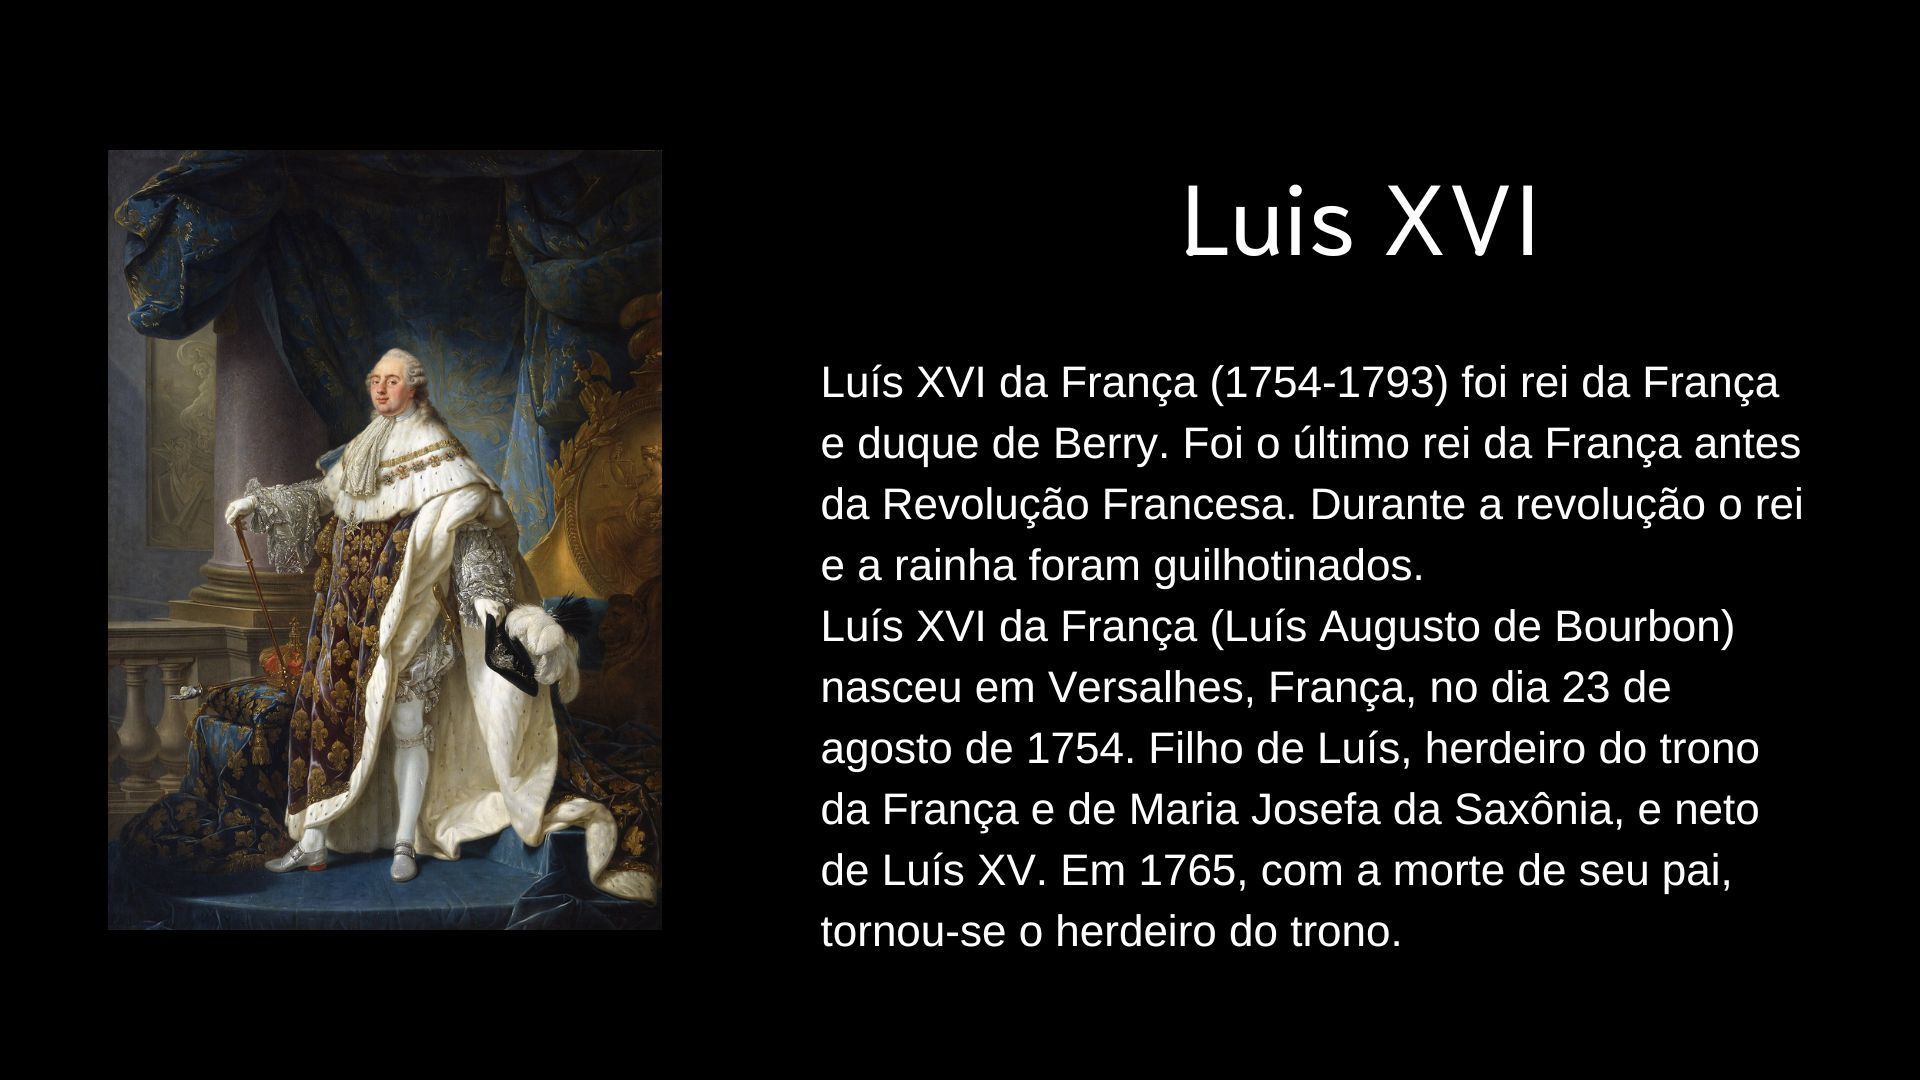 Luis XVI
Luís XVI da França (1754-1793) foi rei da França
e duque de Berry. Foi o último rei da França antes
da Revolução Francesa. Durante a revolução o rei
e a rainha foram guilhotinados.
Luís XVI da França (Luís Augusto de Bourbon)
nasceu em Versalhes, França, no dia 23 de
agosto de 1754. Filho de Luís, herdeiro do trono
da França e de Maria Josefa da Saxônia, e neto
de Luís XV. Em 1765, com a morte de seu pai,
tornou-se o herdeiro do trono.